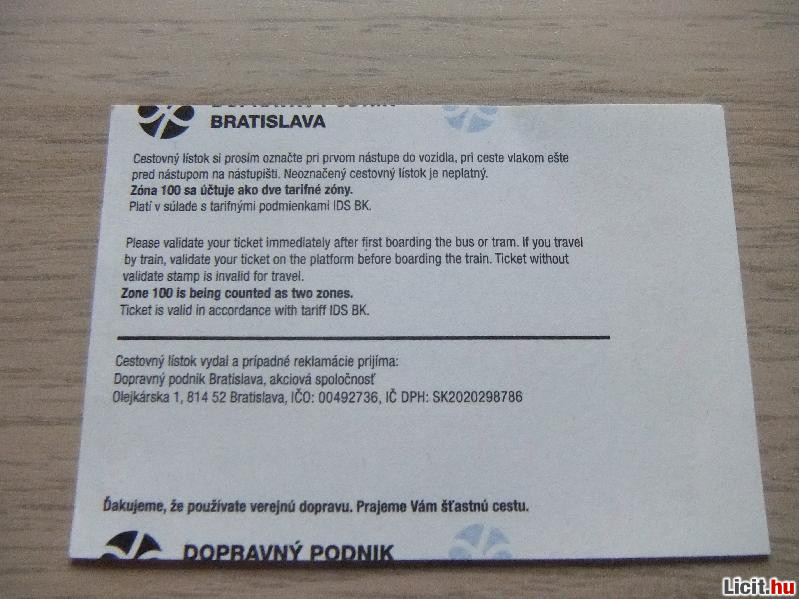 DOPRAVNÝ PODNIK
BRATISLAVA
Cestovný lístok si prosím označte pri prvom nástupe do vozidla, pri ceste vlakom ešte
pred nástupom na nástupišti. Neoznačený cestovný lístok je neplatný.
Zóna 100 sa účtuje ako dve tarifné zóny.
Platí v súlade s tarifnými podmienkami IDS BK.
Please validate your ticket immediately after first boarding the bus or tram. If you travel
by train, validate your ticket on the platform before boarding the train. Ticket without
validate stamp is invalid for travel.
Zone 100 is being counted as two zones.
Ticket is valid in accordance with tariff IDS BK.
Cestovný lístok vydal a prípadné reklamácie prijíma:
Dopravný podnik Bratislava, akciová spoločnosť
Olejkárska 1, 814 52 Bratislava, IČO: 00492736, IČ DPH: SK2020298786
Ďakujeme, že používate verejnú dopravu. Prajeme Vám šťastnú cestu.
DOPRAVNÝ PODNIK
Licit.hu